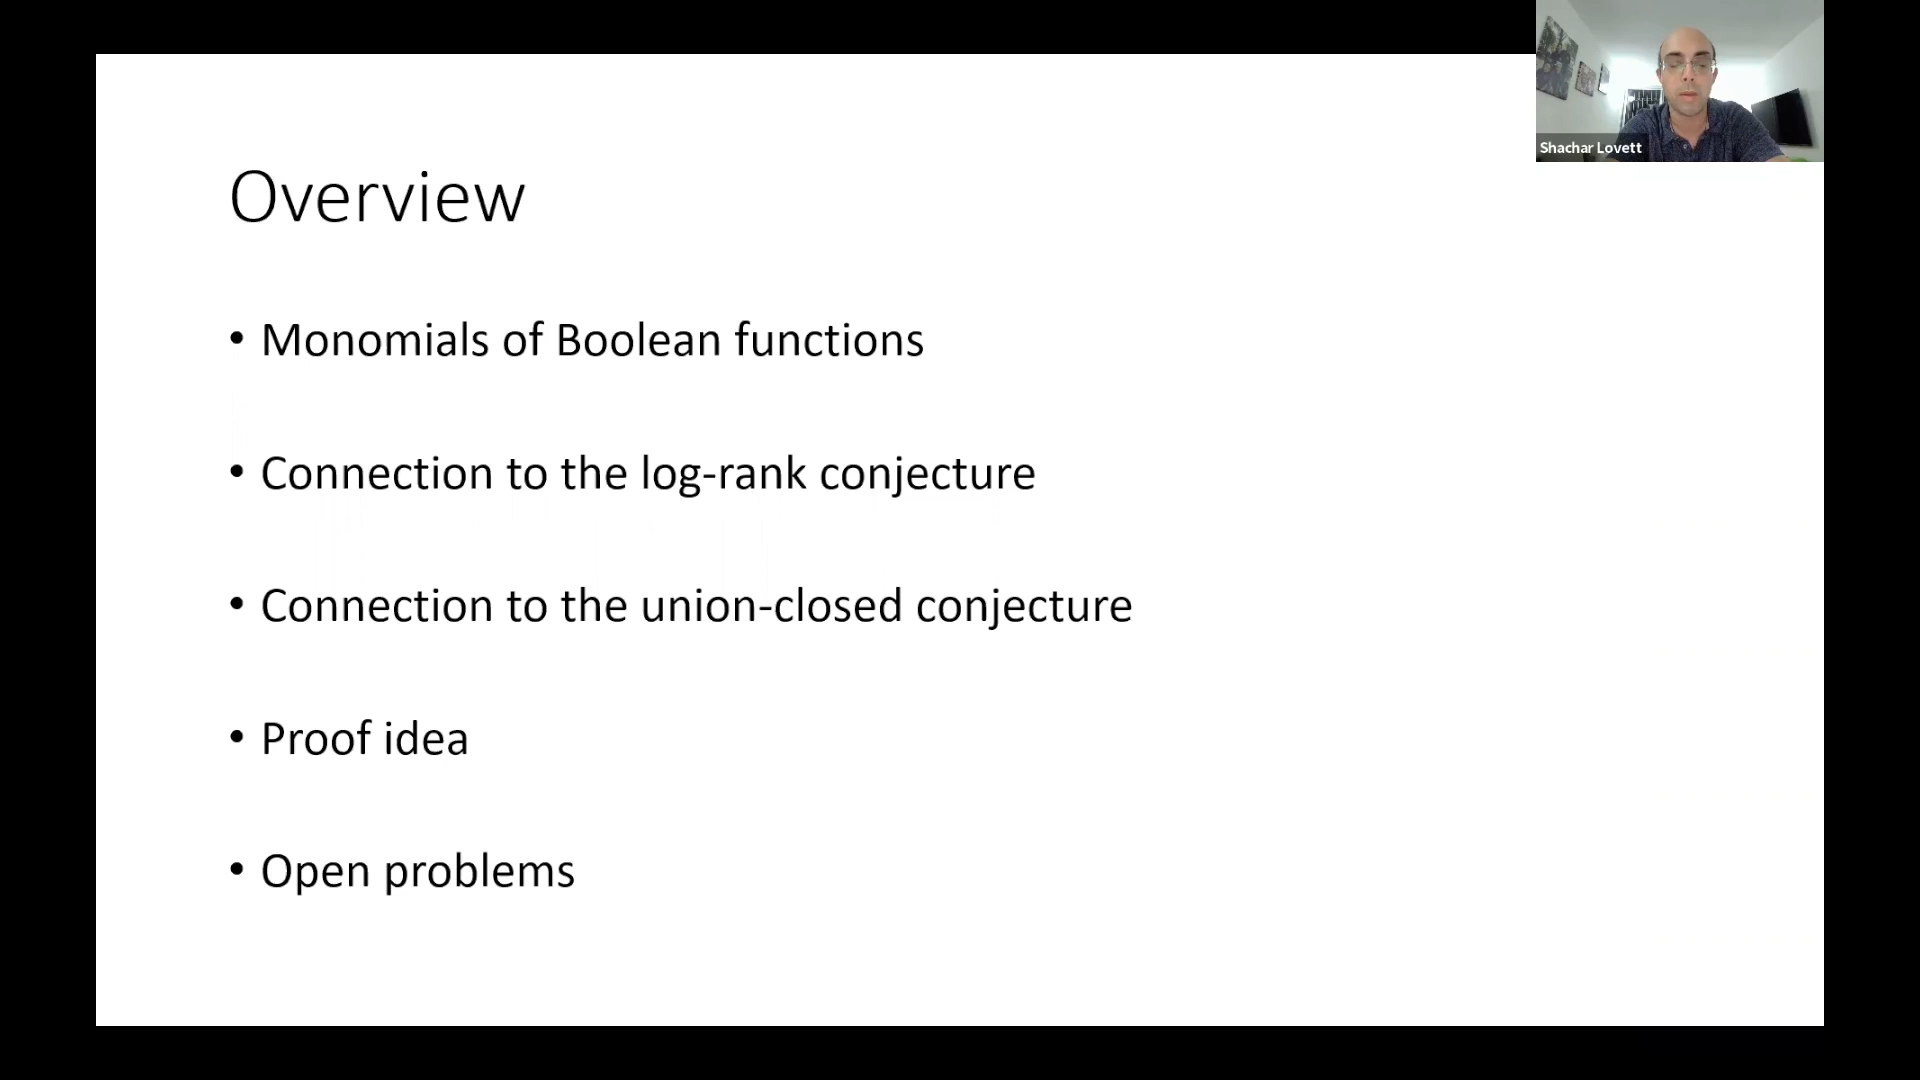 Shachar Lovett
Overview
• Monomials of Boolean functions
• Connection to the log-rank conjecture
• Connection to the union-closed conjecture
• Proof idea
• Open problems